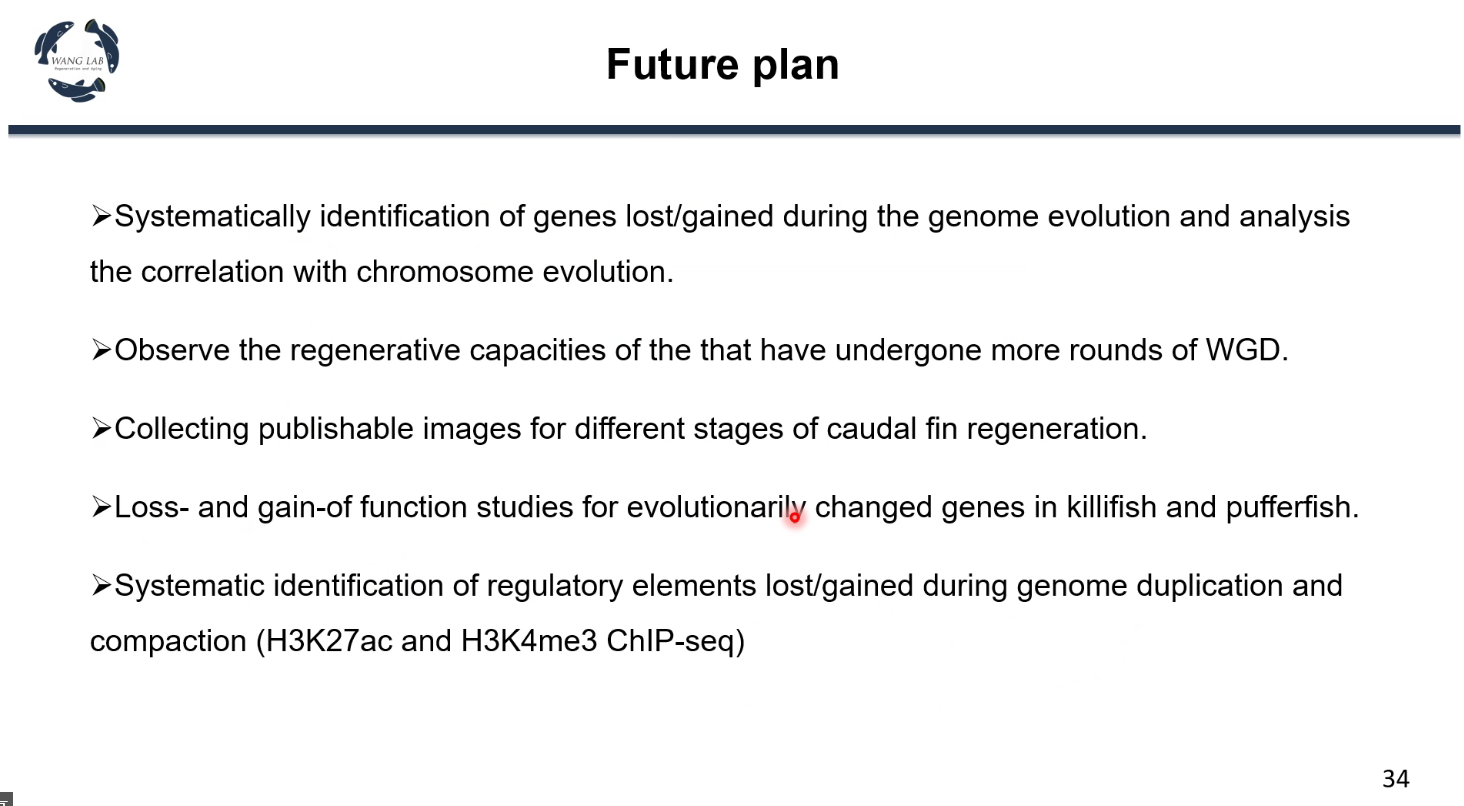 WANG LAB
Regeneration and Aging
Future plan
➢Systematically identification of genes lost/gained during the genome evolution and analysis
the correlation with chromosome evolution.
➢Observe the regenerative capacities of the that have undergone more rounds of WGD.
➢Collecting publishable images for different stages of caudal fin regeneration.
➢Loss- and gain-of function studies for evolutionarily changed genes in killifish and pufferfish.
➢Systematic identification of regulatory elements lost/gained during genome duplication and
compaction (H3K27ac and H3K4me3 ChIP-seq)
34